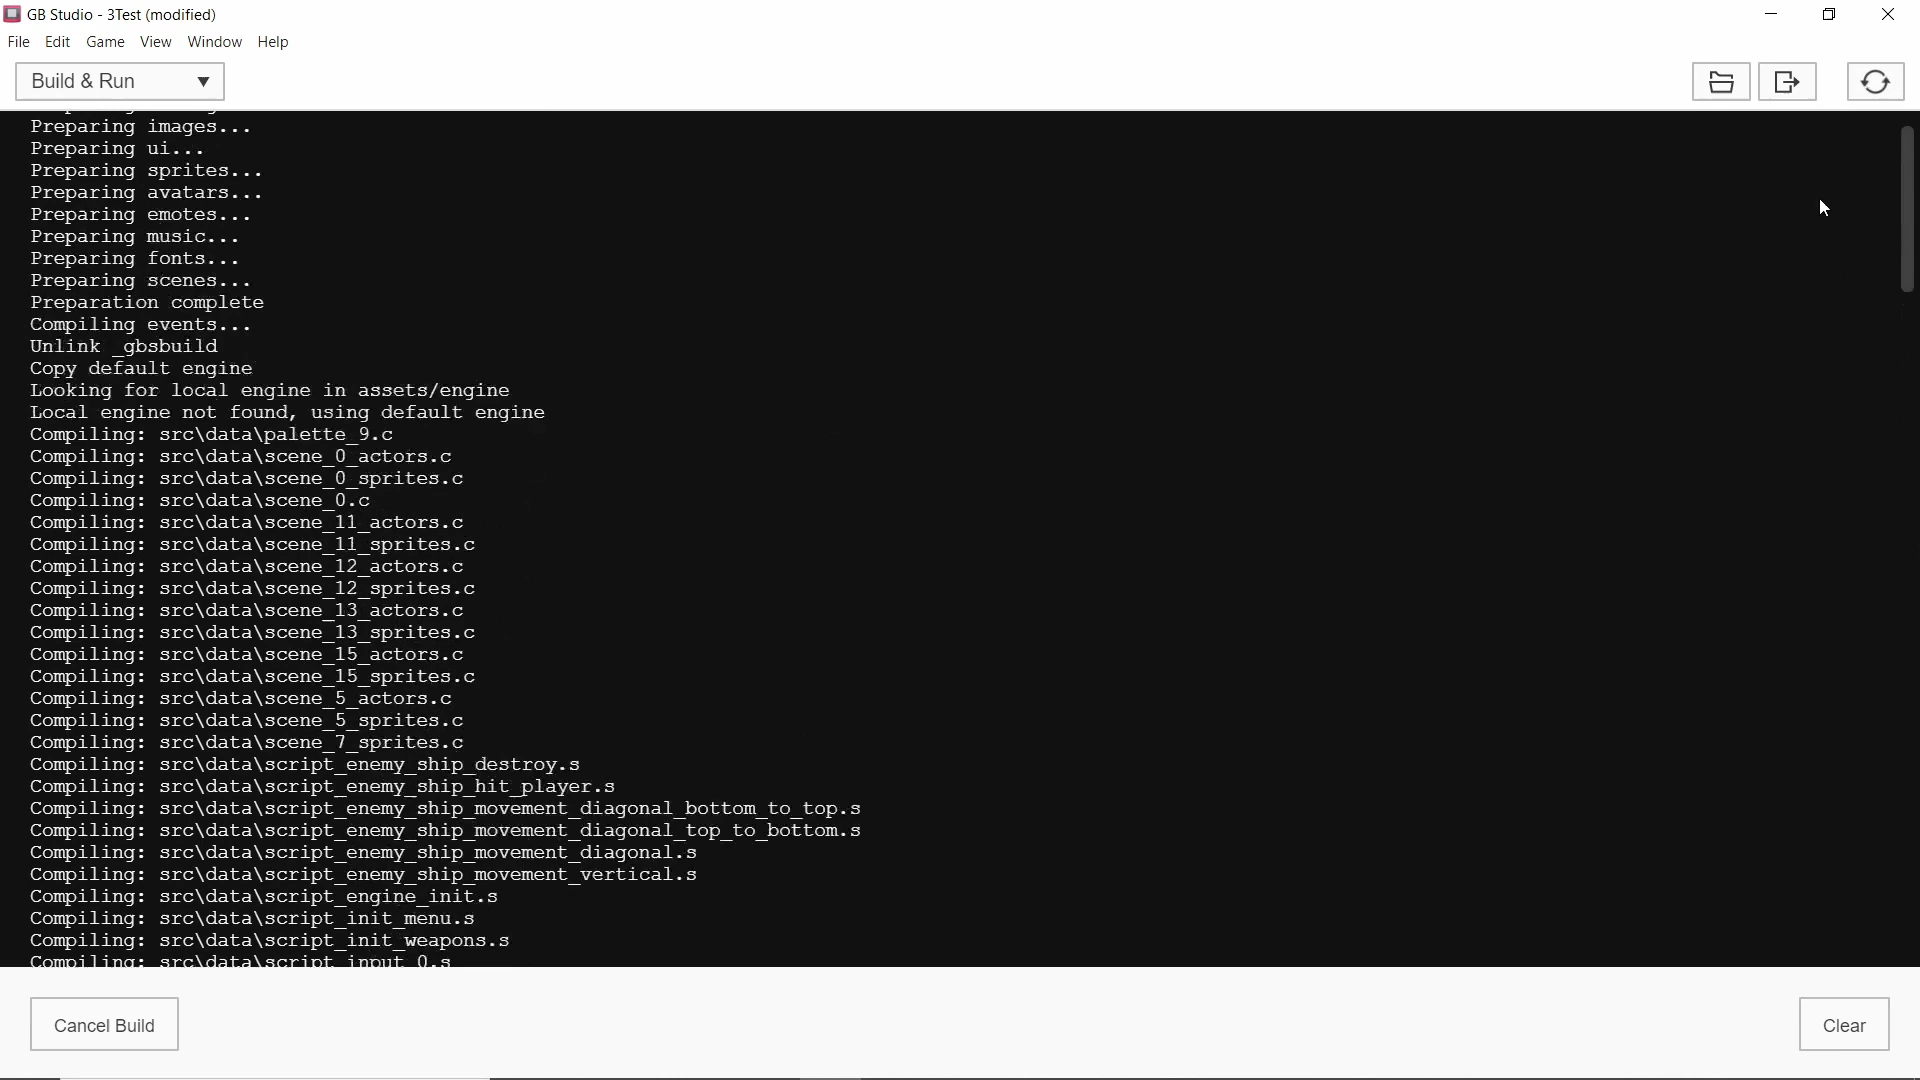 GB Studio - 3Test (modified)
File Edit Game View Window Help
Build & Run
Preparing images...
Preparing ui...
Preparing sprites...
Preparing avatars...
Preparing emotes...
Preparing music...
Preparing fonts...
Preparing scenes...
Preparation complete
Compiling events...
Unlink _gbsbuild
Copy default engine
Looking for local engine in assets/engine
Local engine not found, using default engine
Compiling: src\data\palette_9.c
Compiling: src\data\scene_0_actors.c
Compiling: src\data\scene_0_sprites.c
Compiling: src\data\scene_0.c
Compiling: src\data\scene_11_actors.c
Compiling: src\data\scene_11_sprites.c
Compiling: src\data\scene_12_actors.c
Compiling: src\data\scene_12_sprites.c
Compiling: src\data\scene_13_actors.c
Compiling: src\data\scene_13_sprites.c
Compiling: src\data\scene_15_actors.c
Compiling: src\data\scene_15_sprites.c
Compiling: src\data\scene_5_actors.c
Compiling: src\data\scene_5_sprites.c
Compiling: src\data\scene_7_sprites.c
Compiling: src\data\script_enemy_ship_destroy.s
Compiling: src\data\script_enemy_ship_hit_player.s
Compiling: src\data\script_enemy_ship_movement_diagonal_bottom_to_top.s
Compiling: src\data\script_enemy_ship_movement_diagonal_top_to_bottom.s
Compiling: src\data\script_enemy_ship_movement_diagonal.s
Compiling: src\data\script_enemy_ship_movement_vertical.s
Compiling: src\data\script_engine_init.s
Compiling: src\data\script_init_menu.s
Compiling: src\data\script_init_weapons.s
Compiling: src\data\script_input_0.s
Cancel Build
Clear